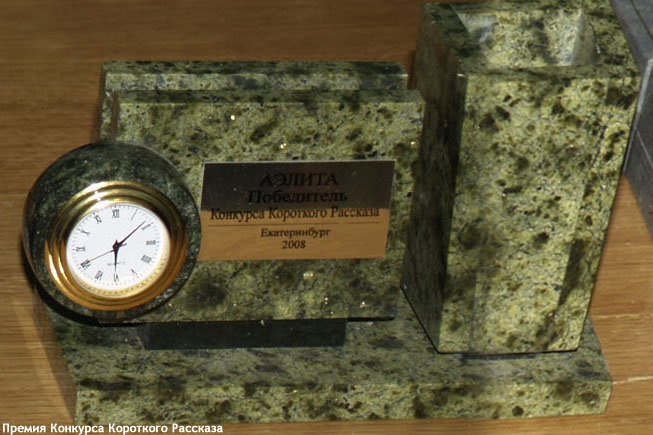 АЭЛИТА
Победитель
Конкурса Короткого Рассказа
Екатеринбург
2008
Премия Конкурса Короткого Рассказа